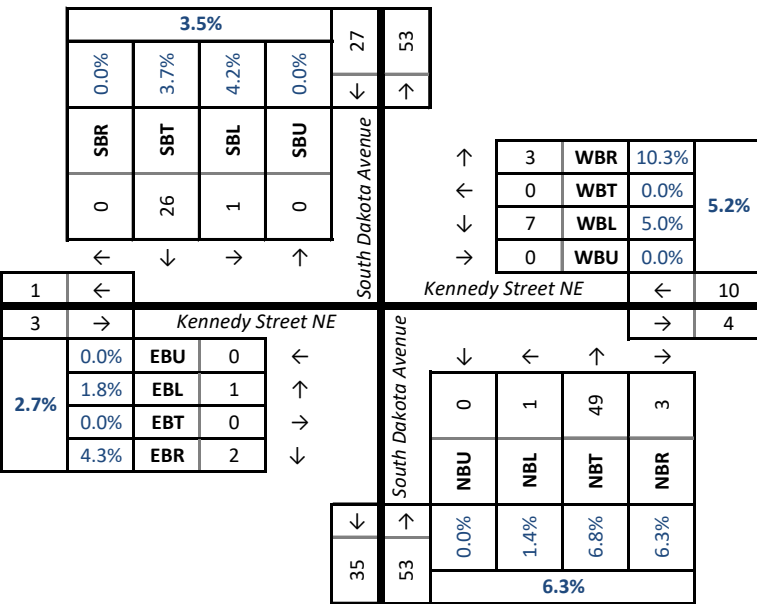 3.5%
27
53
0.0%
3.7%
4.2%
0.0%
↓
↑
SBR
SBT
SBL
SBU
0
26
1
0
← ↓ → ↑
South Dakota Avenue
↑ 3 WBR 10.3%
← 0 WBT 0.0%
↓ 7 WBL 5.0%
→ 0 WBU 0.0%
5.2%
1 ←
Kennedy Street NE
← 10
3 →
Kennedy Street NE
→ 4
2.7%
0.0% EBU 0 ←
1.8% EBL 1 ↑
0.0% EBT 0 →
4.3% EBR 2 ↓
South Dakota Avenue
↓ ← ↑ →
0
1
49
3
NBU
NBL
NBT
NBR
↓
↑
0.0%
1.4%
6.8%
6.3%
35
53
6.3%